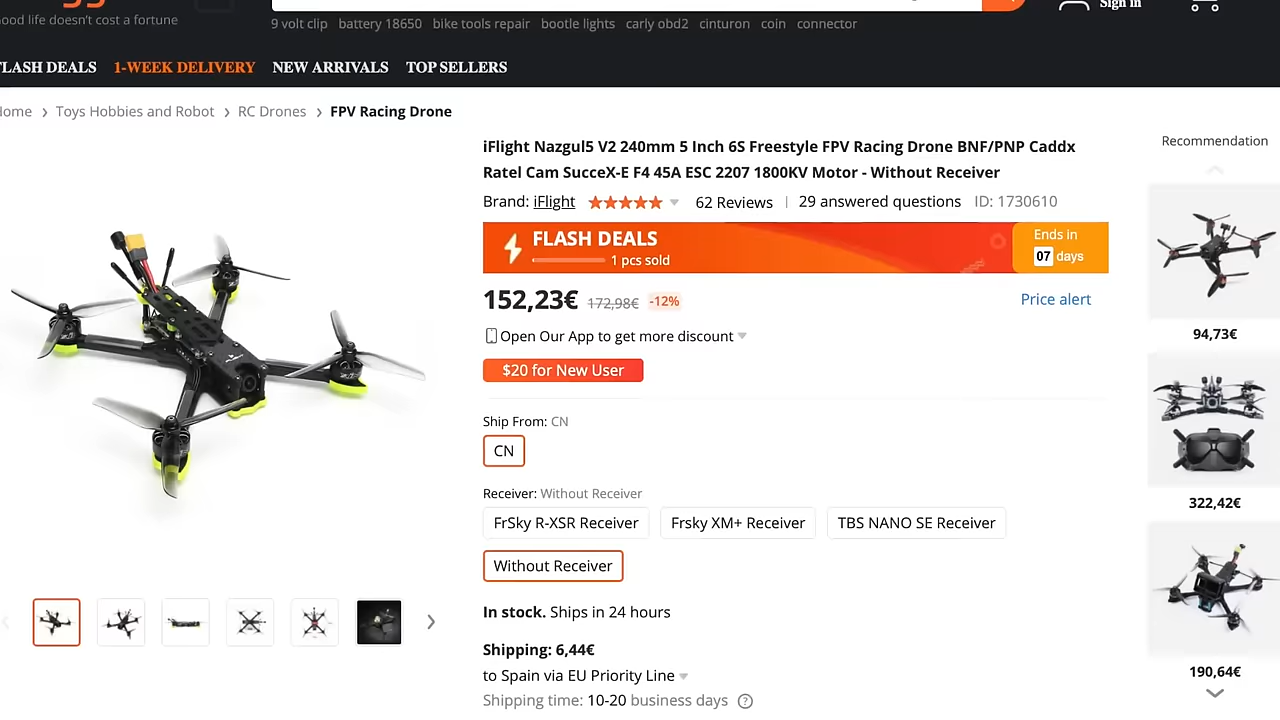 ood life doesn't cost a fortune
Sign in
9 volt clip battery 18650 bike tools repair bootle lights carly obd2 cinturon coin connector
FLASH DEALS 1-WEEK DELIVERY NEW ARRIVALS TOP SELLERS
Home > Toys Hobbies and Robot > RC Drones > FPV Racing Drone
iFlight Nazgul5 V2 240mm 5 Inch 6S Freestyle FPV Racing Drone BNF/PNP Caddx
Ratel Cam SucceX-E F4 45A ESC 2207 1800KV Motor - Without Receiver
Recommendation
Brand: iFlight 62 Reviews | 29 answered questions ID: 1730610
FLASH DEALS
1 pcs sold
Ends in
07 days
152,23€ 172,98€ -12%
Price alert
Open Our App to get more discount
$20 for New User
94,73€
Ship From: CN
CN
Receiver: Without Receiver
322,42€
FrSky R-XSR Receiver Frsky XM+ Receiver TBS NANO SE Receiver
Without Receiver
In stock. Ships in 24 hours
Shipping: 6,44€
to Spain via EU Priority Line
190,64€
Shipping time: 10-20 business days ?